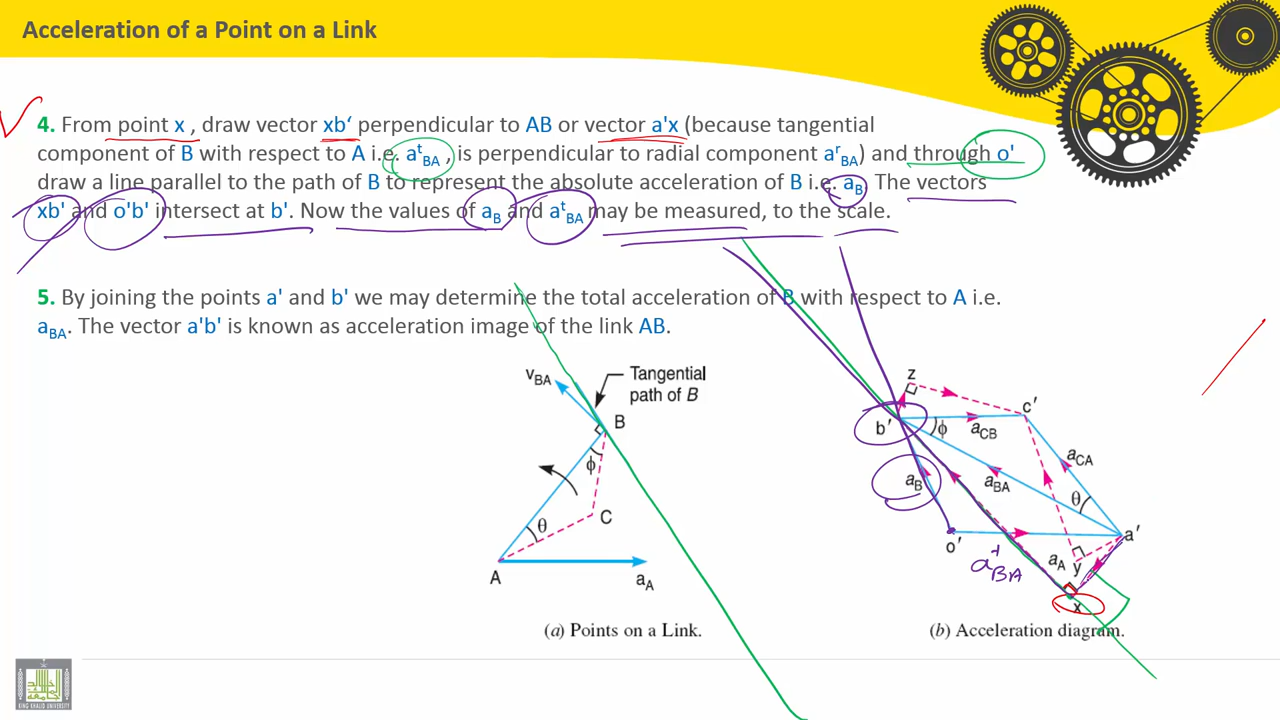 Acceleration of a Point on a Link
4. From point x , draw vector xb‘ perpendicular to AB or vector a'x (because tangential
component of B with respect to A i.e. aᵗBA , is perpendicular to radial component aʳBA) and through o'
draw a line parallel to the path of B to represent the absolute acceleration of B i.e. aB. The vectors
xb' and o'b' intersect at b'. Now the values of aB and aᵗBA may be measured, to the scale.
5. By joining the points a' and b' we may determine the total acceleration of B with respect to A i.e.
aBA. The vector a'b' is known as acceleration image of the link AB.
vBA
Tangential
path of B
B
ϕ
C
θ
A
aA
(a) Points on a Link.
z
c'
b'
ϕ
aCB
aCA
aB
aBA
θ
o'
a'
aᵗBA
aA
y
x
(b) Acceleration diagram.
KING KHALID UNIVERSITY